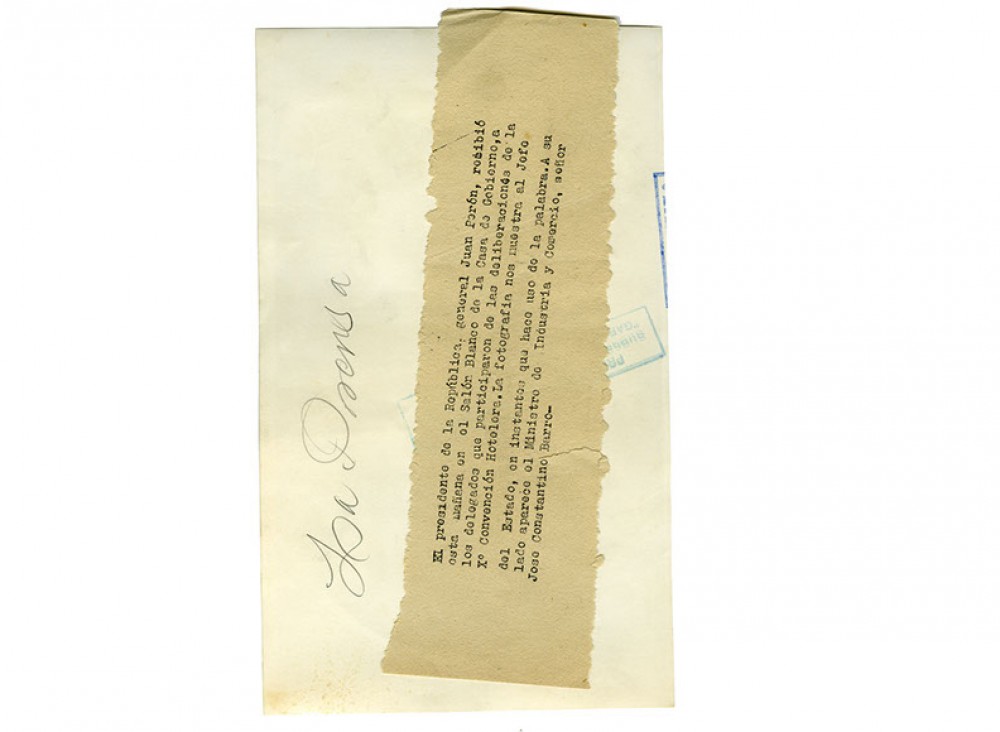 La Prensa
El presidente de la República, general Juan Perón, recibió
esta mañana en el Salón Blanco de la Casa de Gobierno,a
los delegados que participaron de las deliberaciones de la
Xº Convención Hotelera.La fotografía nos muestra al Jefe
del Estado, en instantes que hace uso de la palabra.A su
lado aparece el Ministro de Industria y Comercio, señor
Jose Constantino Barro—